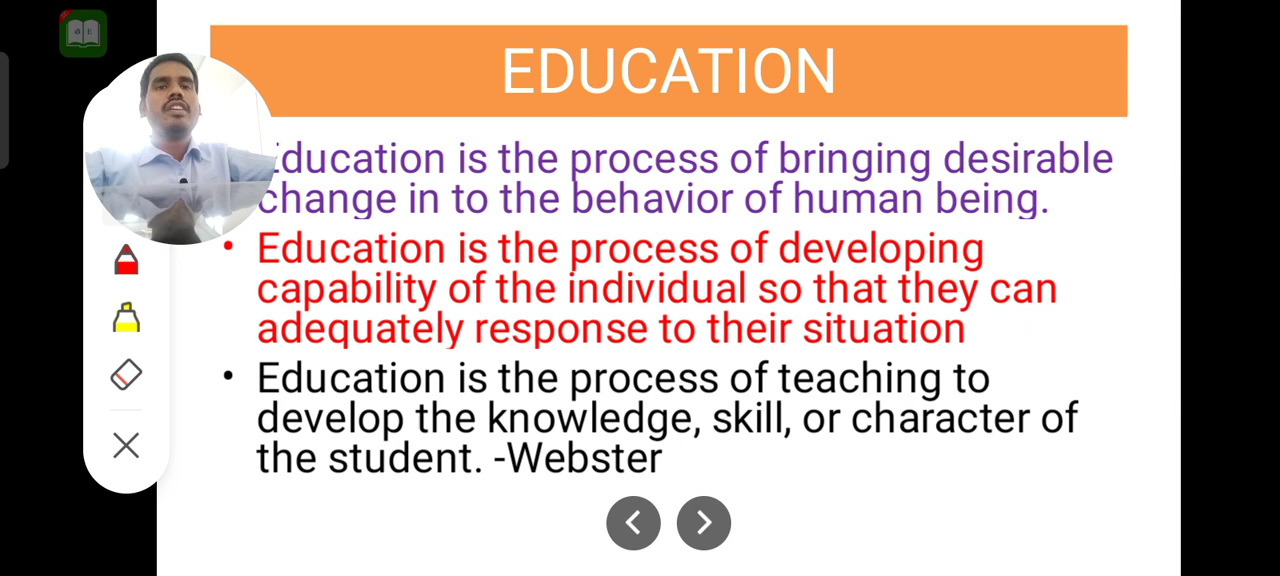 EDUCATION
Education is the process of bringing desirable
change in to the behavior of human being.
• Education is the process of developing
capability of the individual so that they can
adequately response to their situation
• Education is the process of teaching to
develop the knowledge, skill, or character of
the student. -Webster